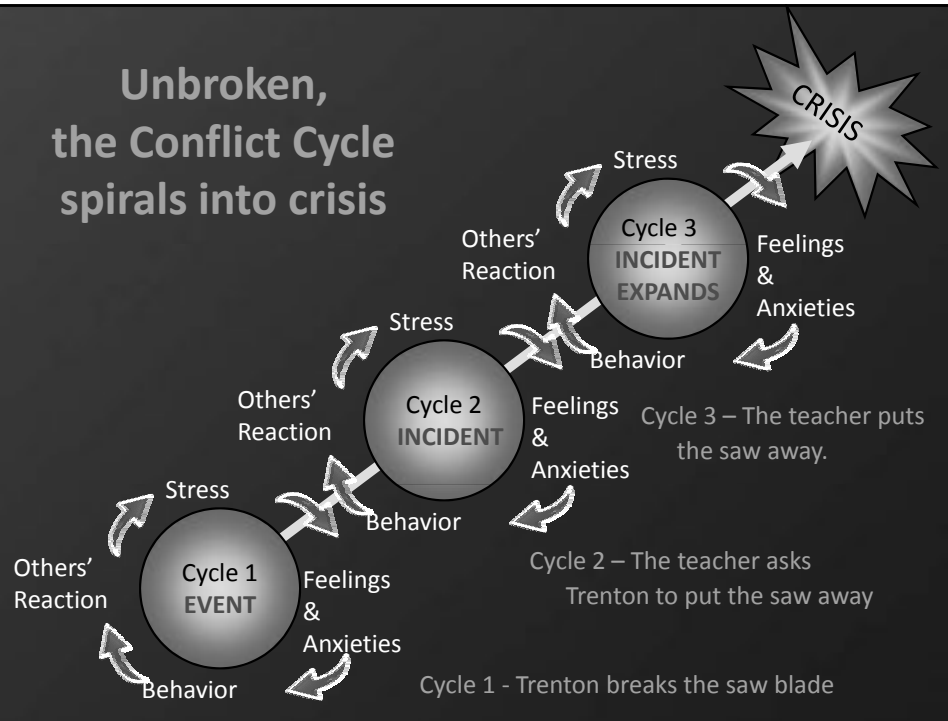 Unbroken,
the Conflict Cycle
spirals into crisis
CRISIS
Stress
Others'
Reaction
Cycle 3
INCIDENT
EXPANDS
Feelings
&
Anxieties
Behavior
Stress
Others'
Reaction
Cycle 2
INCIDENT
Feelings
&
Anxieties
Behavior
Cycle 3 – The teacher puts
the saw away.
Stress
Others'
Reaction
Cycle 1
EVENT
Feelings
&
Anxieties
Behavior
Cycle 2 – The teacher asks
Trenton to put the saw away
Cycle 1 - Trenton breaks the saw blade